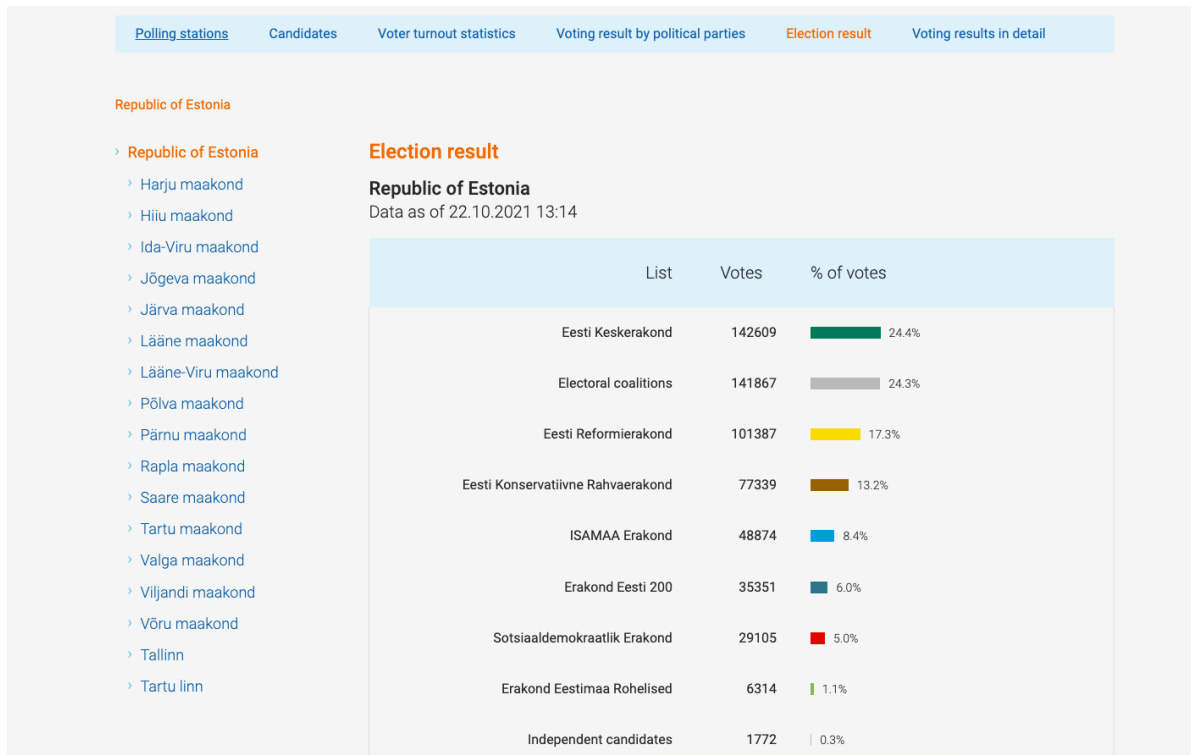 Polling stations Candidates Voter turnout statistics Voting result by political parties Election result Voting results in detail
Republic of Estonia
Republic of Estonia
Harju maakond
Hiiu maakond
Ida-Viru maakond
Jõgeva maakond
Järva maakond
Lääne maakond
Lääne-Viru maakond
Põlva maakond
Pärnu maakond
Rapla maakond
Saare maakond
Tartu maakond
Valga maakond
Viljandi maakond
Võru maakond
Tallinn
Tartu linn
Election result
Republic of Estonia
Data as of 22.10.2021 13:14
List Votes % of votes
Eesti Keskerakond 142609 24.4%
Electoral coalitions 141867 24.3%
Eesti Reformierakond 101387 17.3%
Eesti Konservatiivne Rahvaerakond 77339 13.2%
ISAMAA Erakond 48874 8.4%
Erakond Eesti 200 35351 6.0%
Sotsiaaldemokraatlik Erakond 29105 5.0%
Erakond Eestimaa Rohelised 6314 1.1%
Independent candidates 1772 0.3%